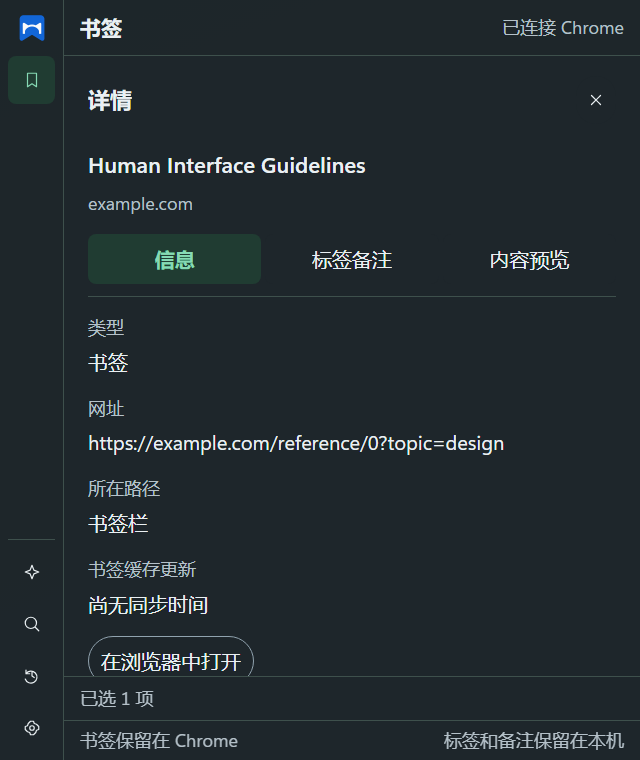 书签
已连接 Chrome
详情
Human Interface Guidelines
example.com
信息
标签备注
内容预览
类型
书签
网址
https://example.com/reference/0?topic=design
所在路径
书签栏
书签缓存更新
尚无同步时间
在浏览器中打开
已选 1 项
书签保留在 Chrome
标签和备注保留在本机